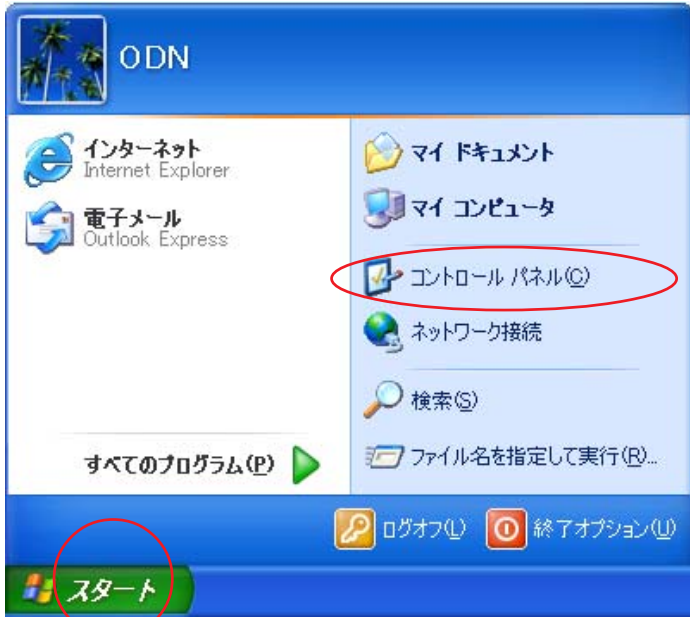 ODN
インターネット
Internet Explorer
電子メール
Outlook Express
すべてのプログラム(P)
マイ ドキュメント
マイ コンピュータ
コントロール パネル(C)
ネットワーク接続
検索(S)
ファイル名を指定して実行(R)...
ログオフ(L)
終了オプション(U)
スタート